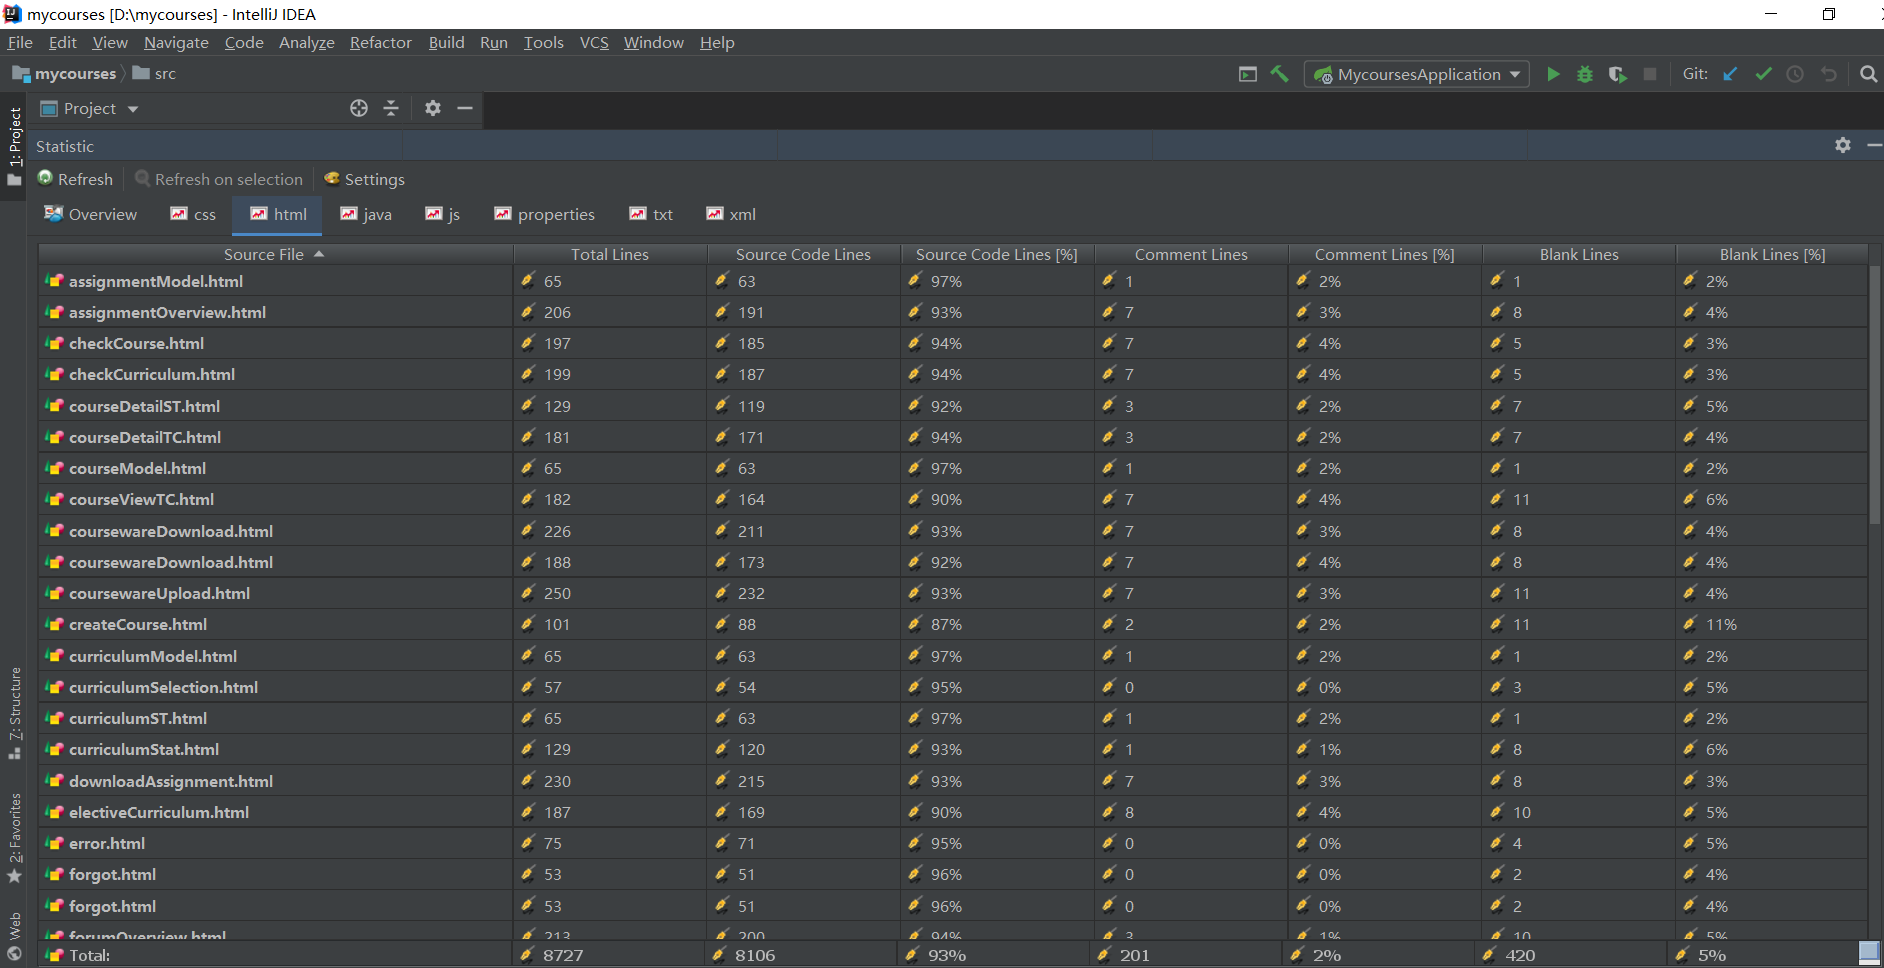 mycourses [D:\mycourses] - IntelliJ IDEA
File Edit View Navigate Code Analyze Refactor Build Run Tools VCS Window Help
mycourses src MycoursesApplication Git:
1: Project
Project
Statistic
Refresh Refresh on selection Settings
Overview css html java js properties txt xml
Source File Total Lines Source Code Lines Source Code Lines [%] Comment Lines Comment Lines [%] Blank Lines Blank Lines [%]
assignmentModel.html 65 63 97% 1 2% 1 2%
assignmentOverview.html 206 191 93% 7 3% 8 4%
checkCourse.html 197 185 94% 7 4% 5 3%
checkCurriculum.html 199 187 94% 7 4% 5 3%
courseDetailST.html 129 119 92% 3 2% 7 5%
courseDetailTC.html 181 171 94% 3 2% 7 4%
courseModel.html 65 63 97% 1 2% 1 2%
courseViewTC.html 182 164 90% 7 4% 11 6%
coursewareDownload.html 226 211 93% 7 3% 8 4%
coursewareDownload.html 188 173 92% 7 4% 8 4%
coursewareUpload.html 250 232 93% 7 3% 11 4%
createCourse.html 101 88 87% 2 2% 11 11%
curriculumModel.html 65 63 97% 1 2% 1 2%
curriculumSelection.html 57 54 95% 0 0% 3 5%
curriculumST.html 65 63 97% 1 2% 1 2%
curriculumStat.html 129 120 93% 1 1% 8 6%
downloadAssignment.html 230 215 93% 7 3% 8 3%
electiveCurriculum.html 187 169 90% 8 4% 10 5%
error.html 75 71 95% 0 0% 4 5%
forgot.html 53 51 96% 0 0% 2 4%
forgot.html 53 51 96% 0 0% 2 4%
forumOverview.html 213 200 94% 3 1% 10 5%
Total: 8727 8106 93% 201 2% 420 5%
7: Structure
2: Favorites
Web